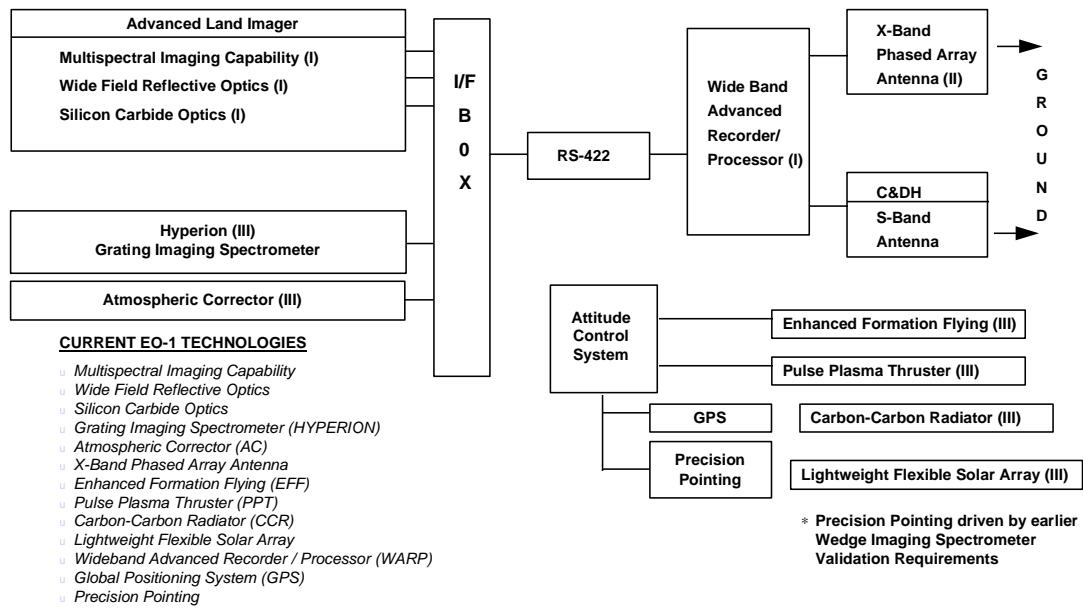 Advanced Land Imager
Multispectral Imaging Capability (I)
Wide Field Reflective Optics (I)
Silicon Carbide Optics (I)
Hyperion (III)
Grating Imaging Spectrometer
Atmospheric Corrector (III)
I/F
B
0
X
RS-422
Wide Band
Advanced
Recorder/
Processor (I)
X-Band
Phased Array
Antenna (II)
C&DH
S-Band
Antenna
G
R
O
U
N
D
Attitude
Control
System
Enhanced Formation Flying (III)
Pulse Plasma Thruster (III)
GPS
Carbon-Carbon Radiator (III)
Precision
Pointing
Lightweight Flexible Solar Array (III)
* Precision Pointing driven by earlier
Wedge Imaging Spectrometer
Validation Requirements
CURRENT EO-1 TECHNOLOGIES
u Multispectral Imaging Capability
u Wide Field Reflective Optics
u Silicon Carbide Optics
u Grating Imaging Spectrometer (HYPERION)
u Atmospheric Corrector (AC)
u X-Band Phased Array Antenna
u Enhanced Formation Flying (EFF)
u Pulse Plasma Thruster (PPT)
u Carbon-Carbon Radiator (CCR)
u Lightweight Flexible Solar Array
u Wideband Advanced Recorder / Processor (WARP)
u Global Positioning System (GPS)
u Precision Pointing